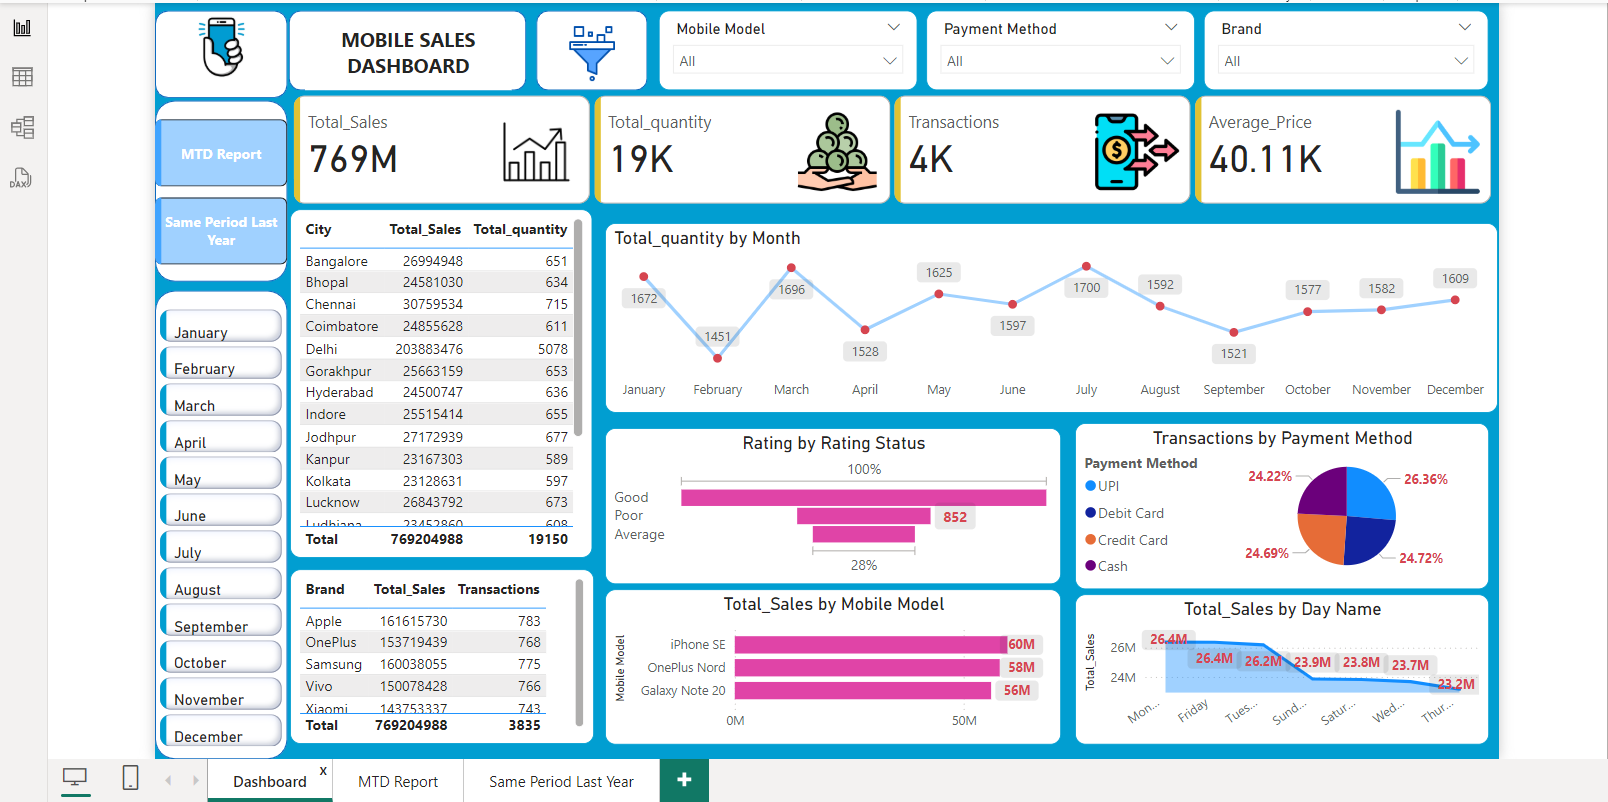 MOBILE SALES
DASHBOARD
Mobile Model
All
Payment Method
All
Brand
All
MTD Report
Same Period Last
Year
Total_Sales
769M
Total_quantity
19K
Transactions
4K
Average_Price
40.11K
January
February
March
April
May
June
July
August
September
October
November
December
City Total_Sales Total_quantity
Bangalore 26994948 651
Bhopal 24581030 634
Chennai 30759534 715
Coimbatore 24855628 611
Delhi 203883476 5078
Gorakhpur 25663159 653
Hyderabad 24500747 636
Indore 25515414 655
Jodhpur 27172939 677
Kanpur 23167303 589
Kolkata 23128631 597
Lucknow 26843792 673
Ludhiana 23452860 608
Total 769204988 19150
Brand Total_Sales Transactions
Apple 161615730 783
OnePlus 153719439 768
Samsung 160038055 775
Vivo 150078428 766
Xiaomi 143753337 743
Total 769204988 3835
Total_quantity by Month
1672 1451 1696 1528 1625 1597 1700 1592 1521 1577 1582 1609
January February March April May June July August September October November December
Rating by Rating Status
100%
Good
Poor 852
Average
28%
Transactions by Payment Method
Payment Method
UPI
Debit Card
Credit Card
Cash
24.22% 26.36%
24.69% 24.72%
Total_Sales by Mobile Model
Mobile Model
iPhone SE 60M
OnePlus Nord 58M
Galaxy Note 20 56M
0M 50M
Total_Sales by Day Name
Total_Sales
26M
24M
26.4M 26.4M 26.2M 23.9M 23.8M 23.7M 23.2M
Mon... Friday Tues... Sund... Satur... Wed... Thur...
DAX
Dashboard x MTD Report Same Period Last Year +